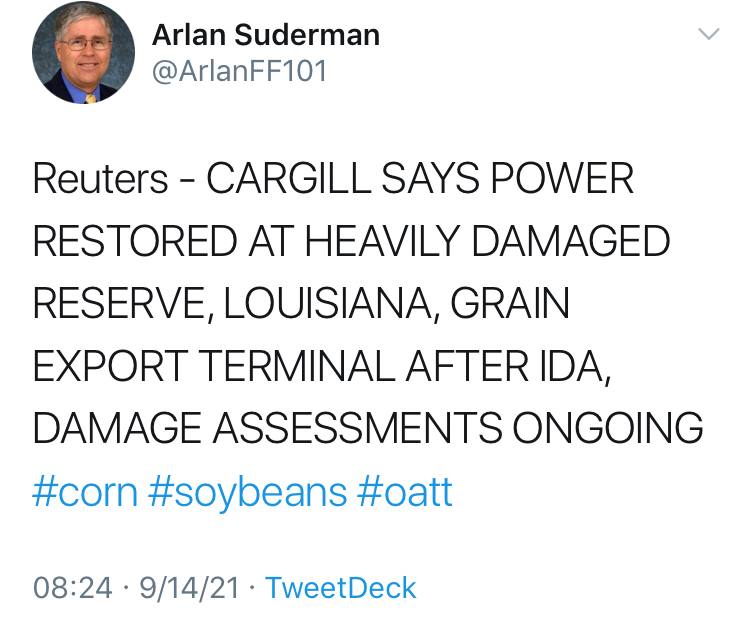 Arlan Suderman
@ArlanFF101
Reuters - CARGILL SAYS POWER
RESTORED AT HEAVILY DAMAGED
RESERVE, LOUISIANA, GRAIN
EXPORT TERMINAL AFTER IDA,
DAMAGE ASSESSMENTS ONGOING
#corn #soybeans #oatt
08:24 · 9/14/21 · TweetDeck